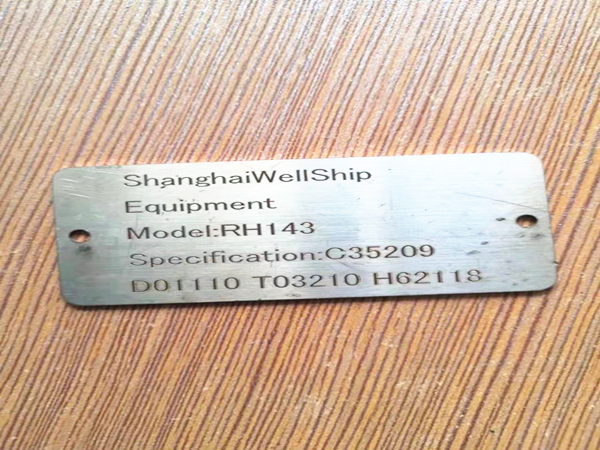 ShanghaiWellShip
Equipment
Model:RH143
Specification:C35209
D01110 T03210 H62118